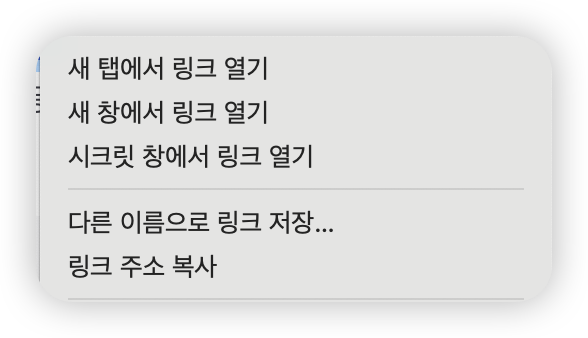 새 탭에서 링크 열기
새 창에서 링크 열기
시크릿 창에서 링크 열기
다른 이름으로 링크 저장...
링크 주소 복사